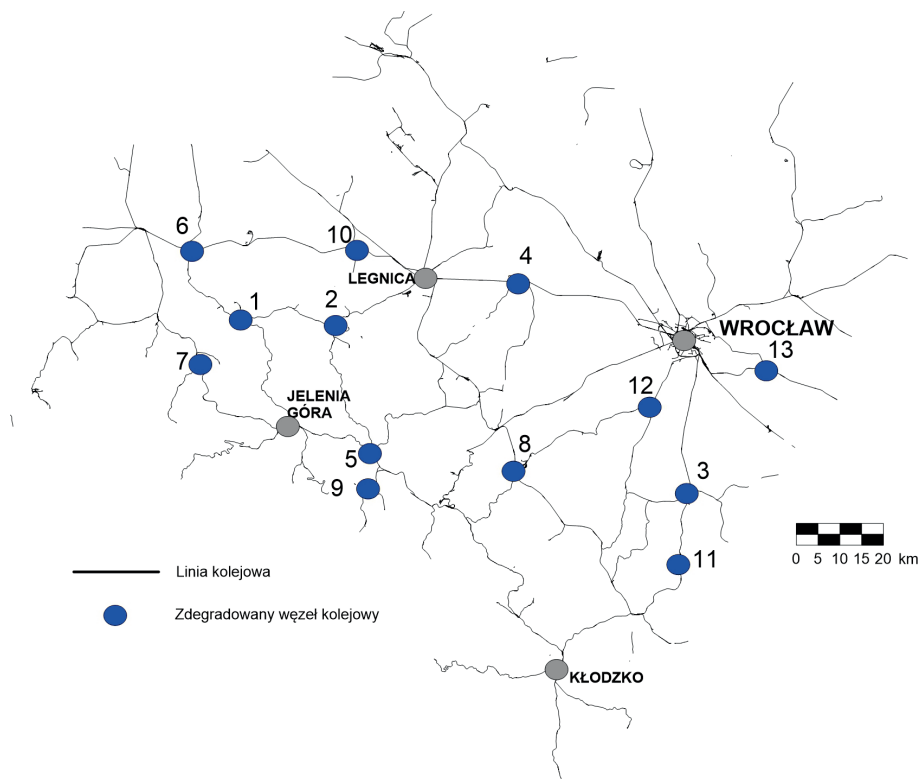 6
10
4
LEGNICA
1
2
WROCŁAW
13
7
JELENIA
GÓRA
12
5
8
9
3
11
0 5 10 15 20 km
Linia kolejowa
Zdegradowany węzeł kolejowy
KŁODZKO